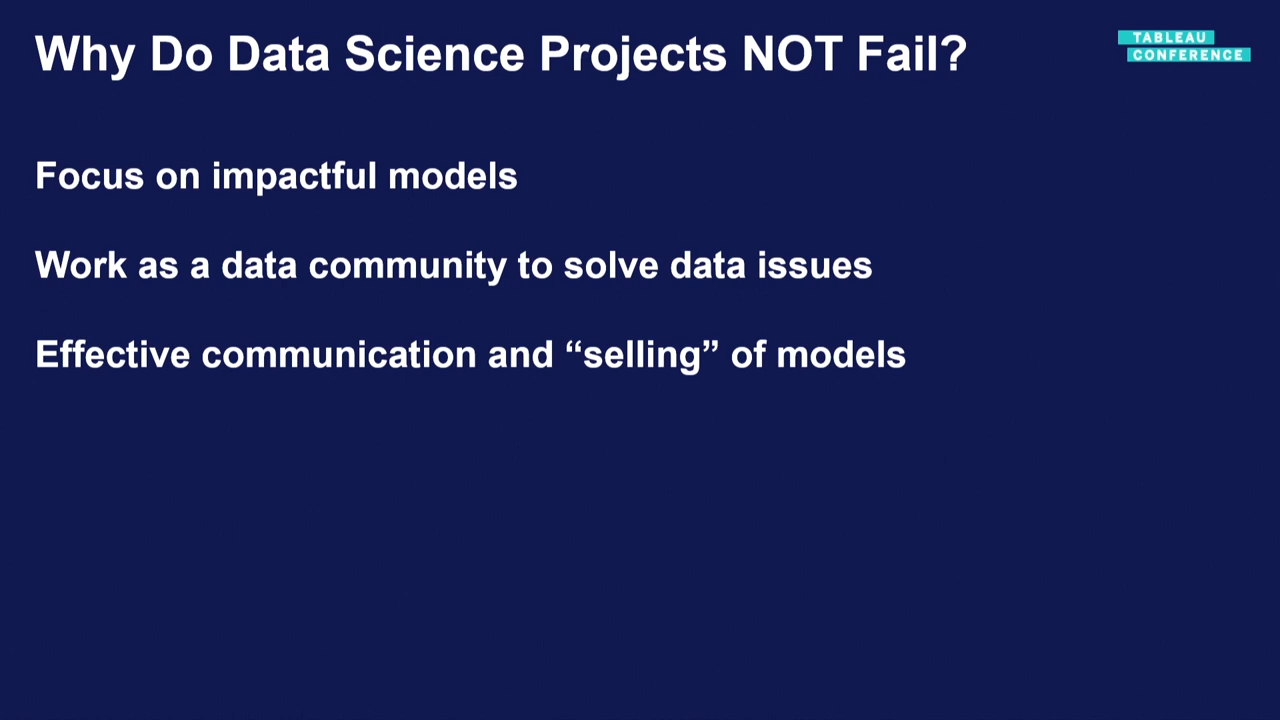 Why Do Data Science Projects NOT Fail?
TABLEAU
CONFERENCE
Focus on impactful models
Work as a data community to solve data issues
Effective communication and “selling” of models